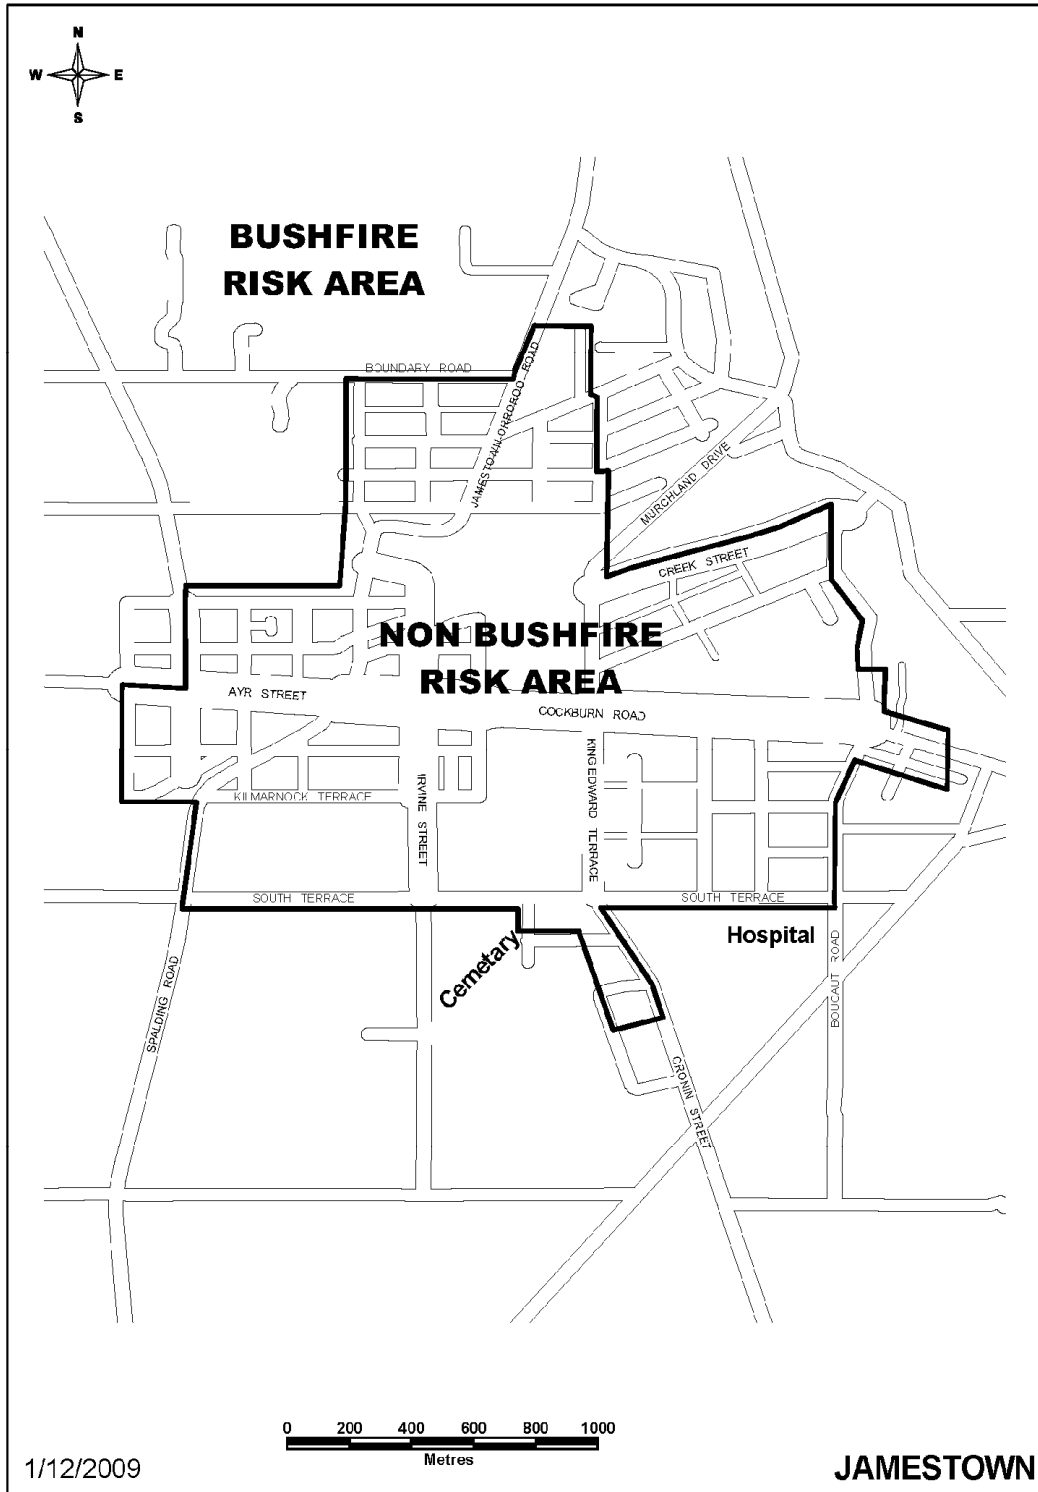 N
W E
S
BUSHFIRE
RISK AREA
BOUNDARY ROAD
JAMESTOWN-ORROROO ROAD
MURCHLAND DRIVE
CREEK STREET
NON BUSHFIRE
RISK AREA
AYR STREET
COCKBURN ROAD
KING EDWARD TERRACE
IRVINE STREET
KILMARNOCK TERRACE
SOUTH TERRACE
SOUTH TERRACE
Hospital
Cemetary
SPALDING ROAD
BOUCAUT ROAD
CRONIN STREET
0 200 400 600 800 1000
Metres
1/12/2009
JAMESTOWN